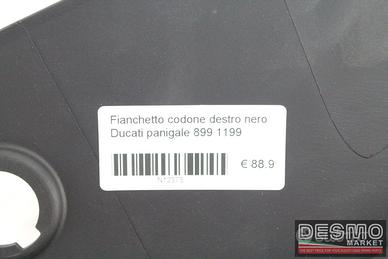 Fianchetto codone destro nero
Ducati panigale 899 1199
€ 88.9
DESMO
MARKET